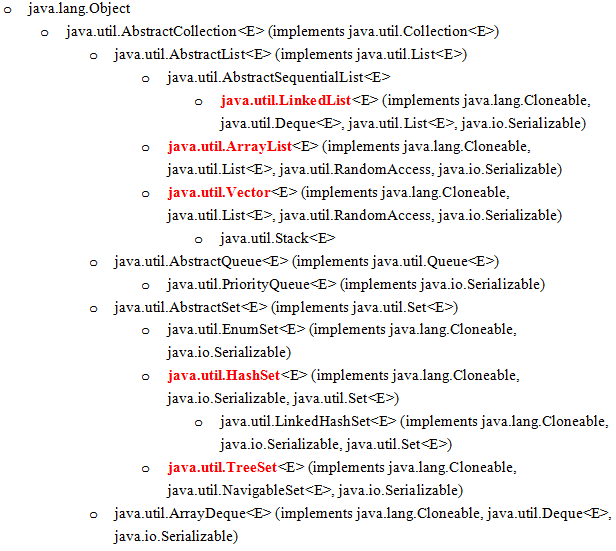 o java.lang.Object
o java.util.AbstractCollection<E> (implements java.util.Collection<E>)
o java.util.AbstractList<E> (implements java.util.List<E>)
o java.util.AbstractSequentialList<E>
o java.util.LinkedList<E> (implements java.lang.Cloneable,
java.util.Deque<E>, java.util.List<E>, java.io.Serializable)
o java.util.ArrayList<E> (implements java.lang.Cloneable,
java.util.List<E>, java.util.RandomAccess, java.io.Serializable)
o java.util.Vector<E> (implements java.lang.Cloneable,
java.util.List<E>, java.util.RandomAccess, java.io.Serializable)
o java.util.Stack<E>
o java.util.AbstractQueue<E> (implements java.util.Queue<E>)
o java.util.PriorityQueue<E> (implements java.io.Serializable)
o java.util.AbstractSet<E> (implements java.util.Set<E>)
o java.util.EnumSet<E> (implements java.lang.Cloneable,
java.io.Serializable)
o java.util.HashSet<E> (implements java.lang.Cloneable,
java.io.Serializable, java.util.Set<E>)
o java.util.LinkedHashSet<E> (implements java.lang.Cloneable,
java.io.Serializable, java.util.Set<E>)
o java.util.TreeSet<E> (implements java.lang.Cloneable,
java.util.NavigableSet<E>, java.io.Serializable)
o java.util.ArrayDeque<E> (implements java.lang.Cloneable, java.util.Deque<E>,
java.io.Serializable)